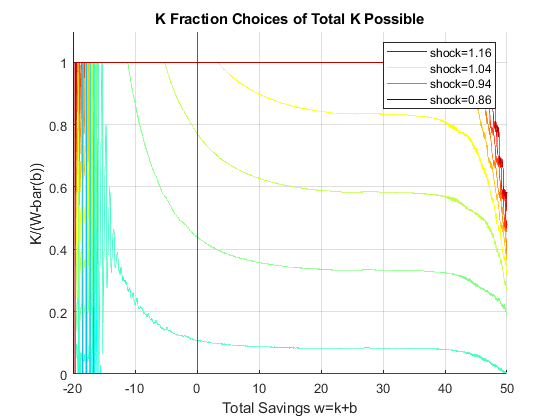 K Fraction Choices of Total K Possible
shock=1.16
shock=1.04
shock=0.94
shock=0.86
K/(W-bar(b))
1
0.8
0.6
0.4
0.2
0
-20
-10
0
10
20
30
40
50
Total Savings w=k+b